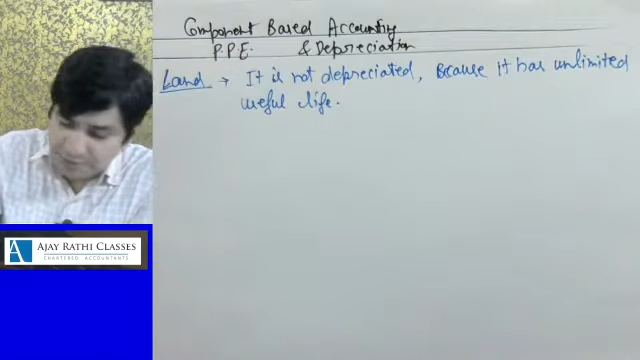 Component Based Accounting
P.P.E. & Depreciation
Land → It is not depreciated, Because It has unlimited
useful life.
AJAY RATHI CLASSES
CHARTERED ACCOUNTANTS